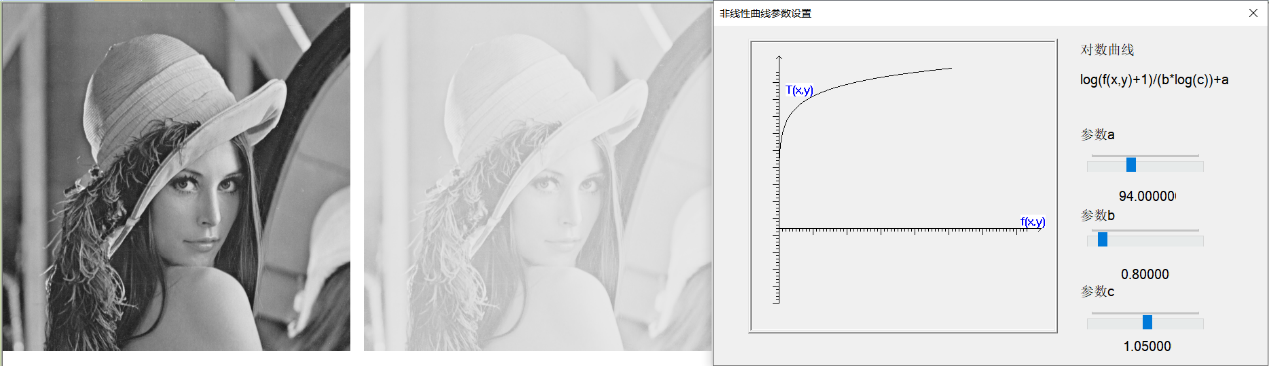 非线性曲线参数设置
T(x,y)
f(x,y)
对数曲线
log(f(x,y)+1)/(b*log(c))+a
参数a
94.00000
参数b
0.80000
参数c
1.05000